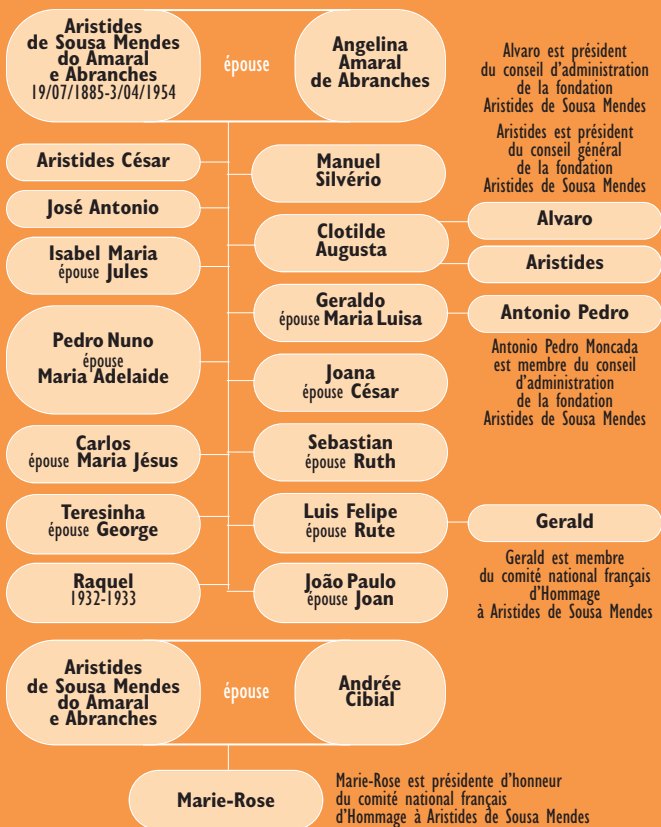 Aristides
de Sousa Mendes
do Amaral
e Abranches
19/07/1885-3/04/1954
épouse
Angelina
Amaral
de Abranches
Alvaro est président
du conseil d'administration
de la fondation
Aristides de Sousa Mendes
Aristides est président
du conseil général
de la fondation
Aristides de Sousa Mendes
Aristides César
Manuel
Silvério
José Antonio
Clotilde
Augusta
Alvaro
Aristides
Isabel Maria
épouse Jules
Geraldo
épouse Maria Luisa
Antonio Pedro
Antonio Pedro Moncada
est membre du conseil
d'administration
de la fondation
Aristides de Sousa Mendes
Pedro Nuno
épouse
Maria Adelaide
Joana
épouse César
Carlos
épouse Maria Jésus
Sebastian
épouse Ruth
Teresinha
épouse George
Luis Felipe
épouse Rute
Gerald
Gerald est membre
du comité national français
d'Hommage
à Aristides de Sousa Mendes
Raquel
1932-1933
João Paulo
épouse Joan
Aristides
de Sousa Mendes
do Amaral
e Abranches
épouse
Andrée
Cibial
Marie-Rose
Marie-Rose est présidente d'honneur
du comité national français
d'Hommage à Aristides de Sousa Mendes